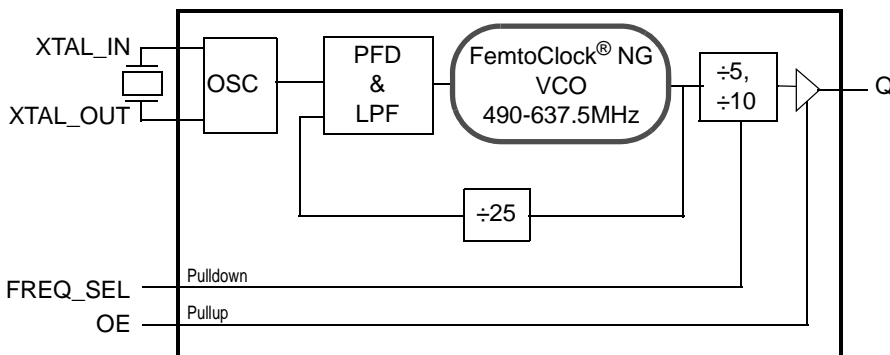 XTAL_IN
XTAL_OUT
OSC
PFD
&
LPF
FemtoClock® NG
VCO
490-637.5MHz
÷5,
÷10
Q
÷25
FREQ_SEL
Pulldown
OE
Pullup